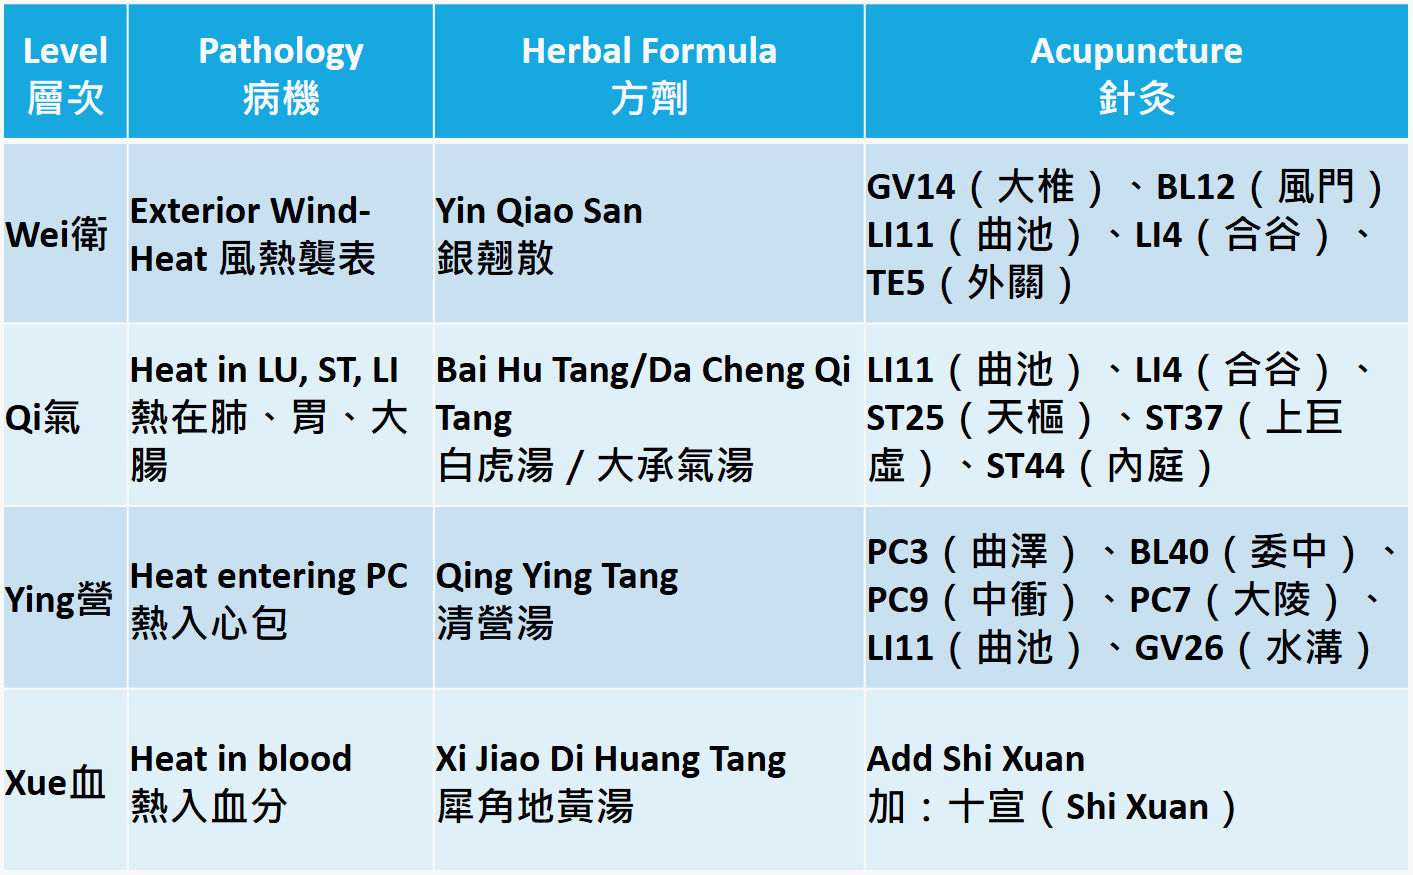 Level
層次
Pathology
病機
Herbal Formula
方劑
Acupuncture
針灸
Wei衛
Exterior Wind-
Heat 風熱襲表
Yin Qiao San
銀翹散
GV14（大椎）、BL12（風門）
LI11（曲池）、LI4（合谷）、
TE5（外關）
Qi氣
Heat in LU, ST, LI
熱在肺、胃、大
腸
Bai Hu Tang/Da Cheng Qi
Tang
白虎湯 / 大承氣湯
LI11（曲池）、LI4（合谷）、
ST25（天樞）、ST37（上巨
虛）、ST44（內庭）
Ying營
Heat entering PC
熱入心包
Qing Ying Tang
清營湯
PC3（曲澤）、BL40（委中）、
PC9（中衝）、PC7（大陵）、
LI11（曲池）、GV26（水溝）
Xue血
Heat in blood
熱入血分
Xi Jiao Di Huang Tang
犀角地黃湯
Add Shi Xuan
加：十宣（Shi Xuan）